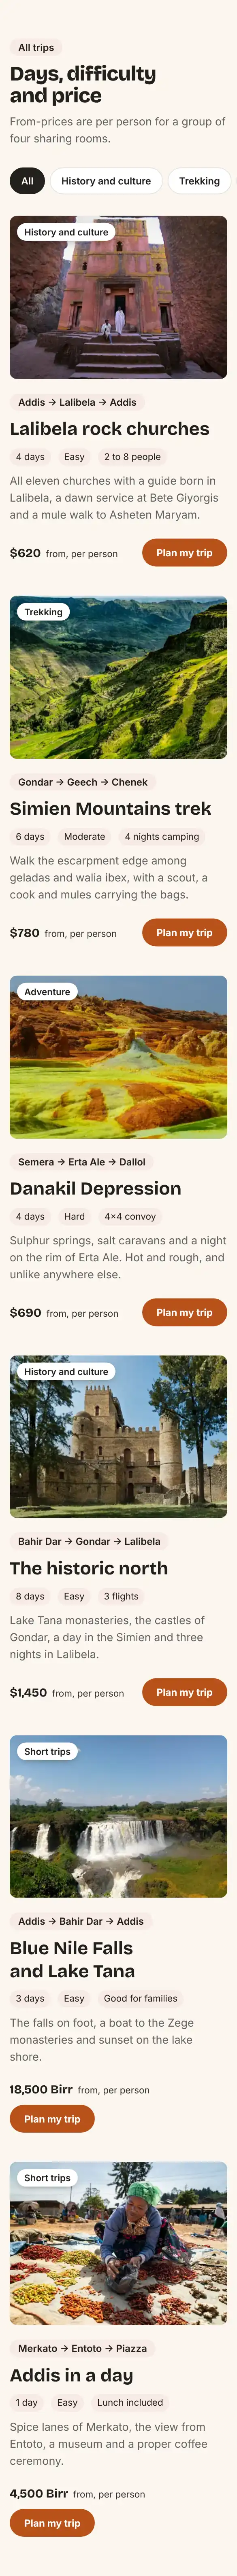 All trips
Days, difficulty
and price
From-prices are per person for a group of
four sharing rooms.
All
History and culture
Trekking
History and culture
Addis → Lalibela → Addis
Lalibela rock churches
4 days
Easy
2 to 8 people
All eleven churches with a guide born in
Lalibela, a dawn service at Bete Giyorgis
and a mule walk to Asheten Maryam.
$620 from, per person
Plan my trip
Trekking
Gondar → Geech → Chenek
Simien Mountains trek
6 days
Moderate
4 nights camping
Walk the escarpment edge among
geladas and walia ibex, with a scout, a
cook and mules carrying the bags.
$780 from, per person
Plan my trip
Adventure
Semera → Erta Ale → Dallol
Danakil Depression
4 days
Hard
4×4 convoy
Sulphur springs, salt caravans and a night
on the rim of Erta Ale. Hot and rough, and
unlike anywhere else.
$690 from, per person
Plan my trip
History and culture
Bahir Dar → Gondar → Lalibela
The historic north
8 days
Easy
3 flights
Lake Tana monasteries, the castles of
Gondar, a day in the Simien and three
nights in Lalibela.
$1,450 from, per person
Plan my trip
Short trips
Addis → Bahir Dar → Addis
Blue Nile Falls
and Lake Tana
3 days
Easy
Good for families
The falls on foot, a boat to the Zege
monasteries and sunset on the lake
shore.
18,500 Birr from, per person
Plan my trip
Short trips
Merkato → Entoto → Piazza
Addis in a day
1 day
Easy
Lunch included
Spice lanes of Merkato, the view from
Entoto, a museum and a proper coffee
ceremony.
4,500 Birr from, per person
Plan my trip